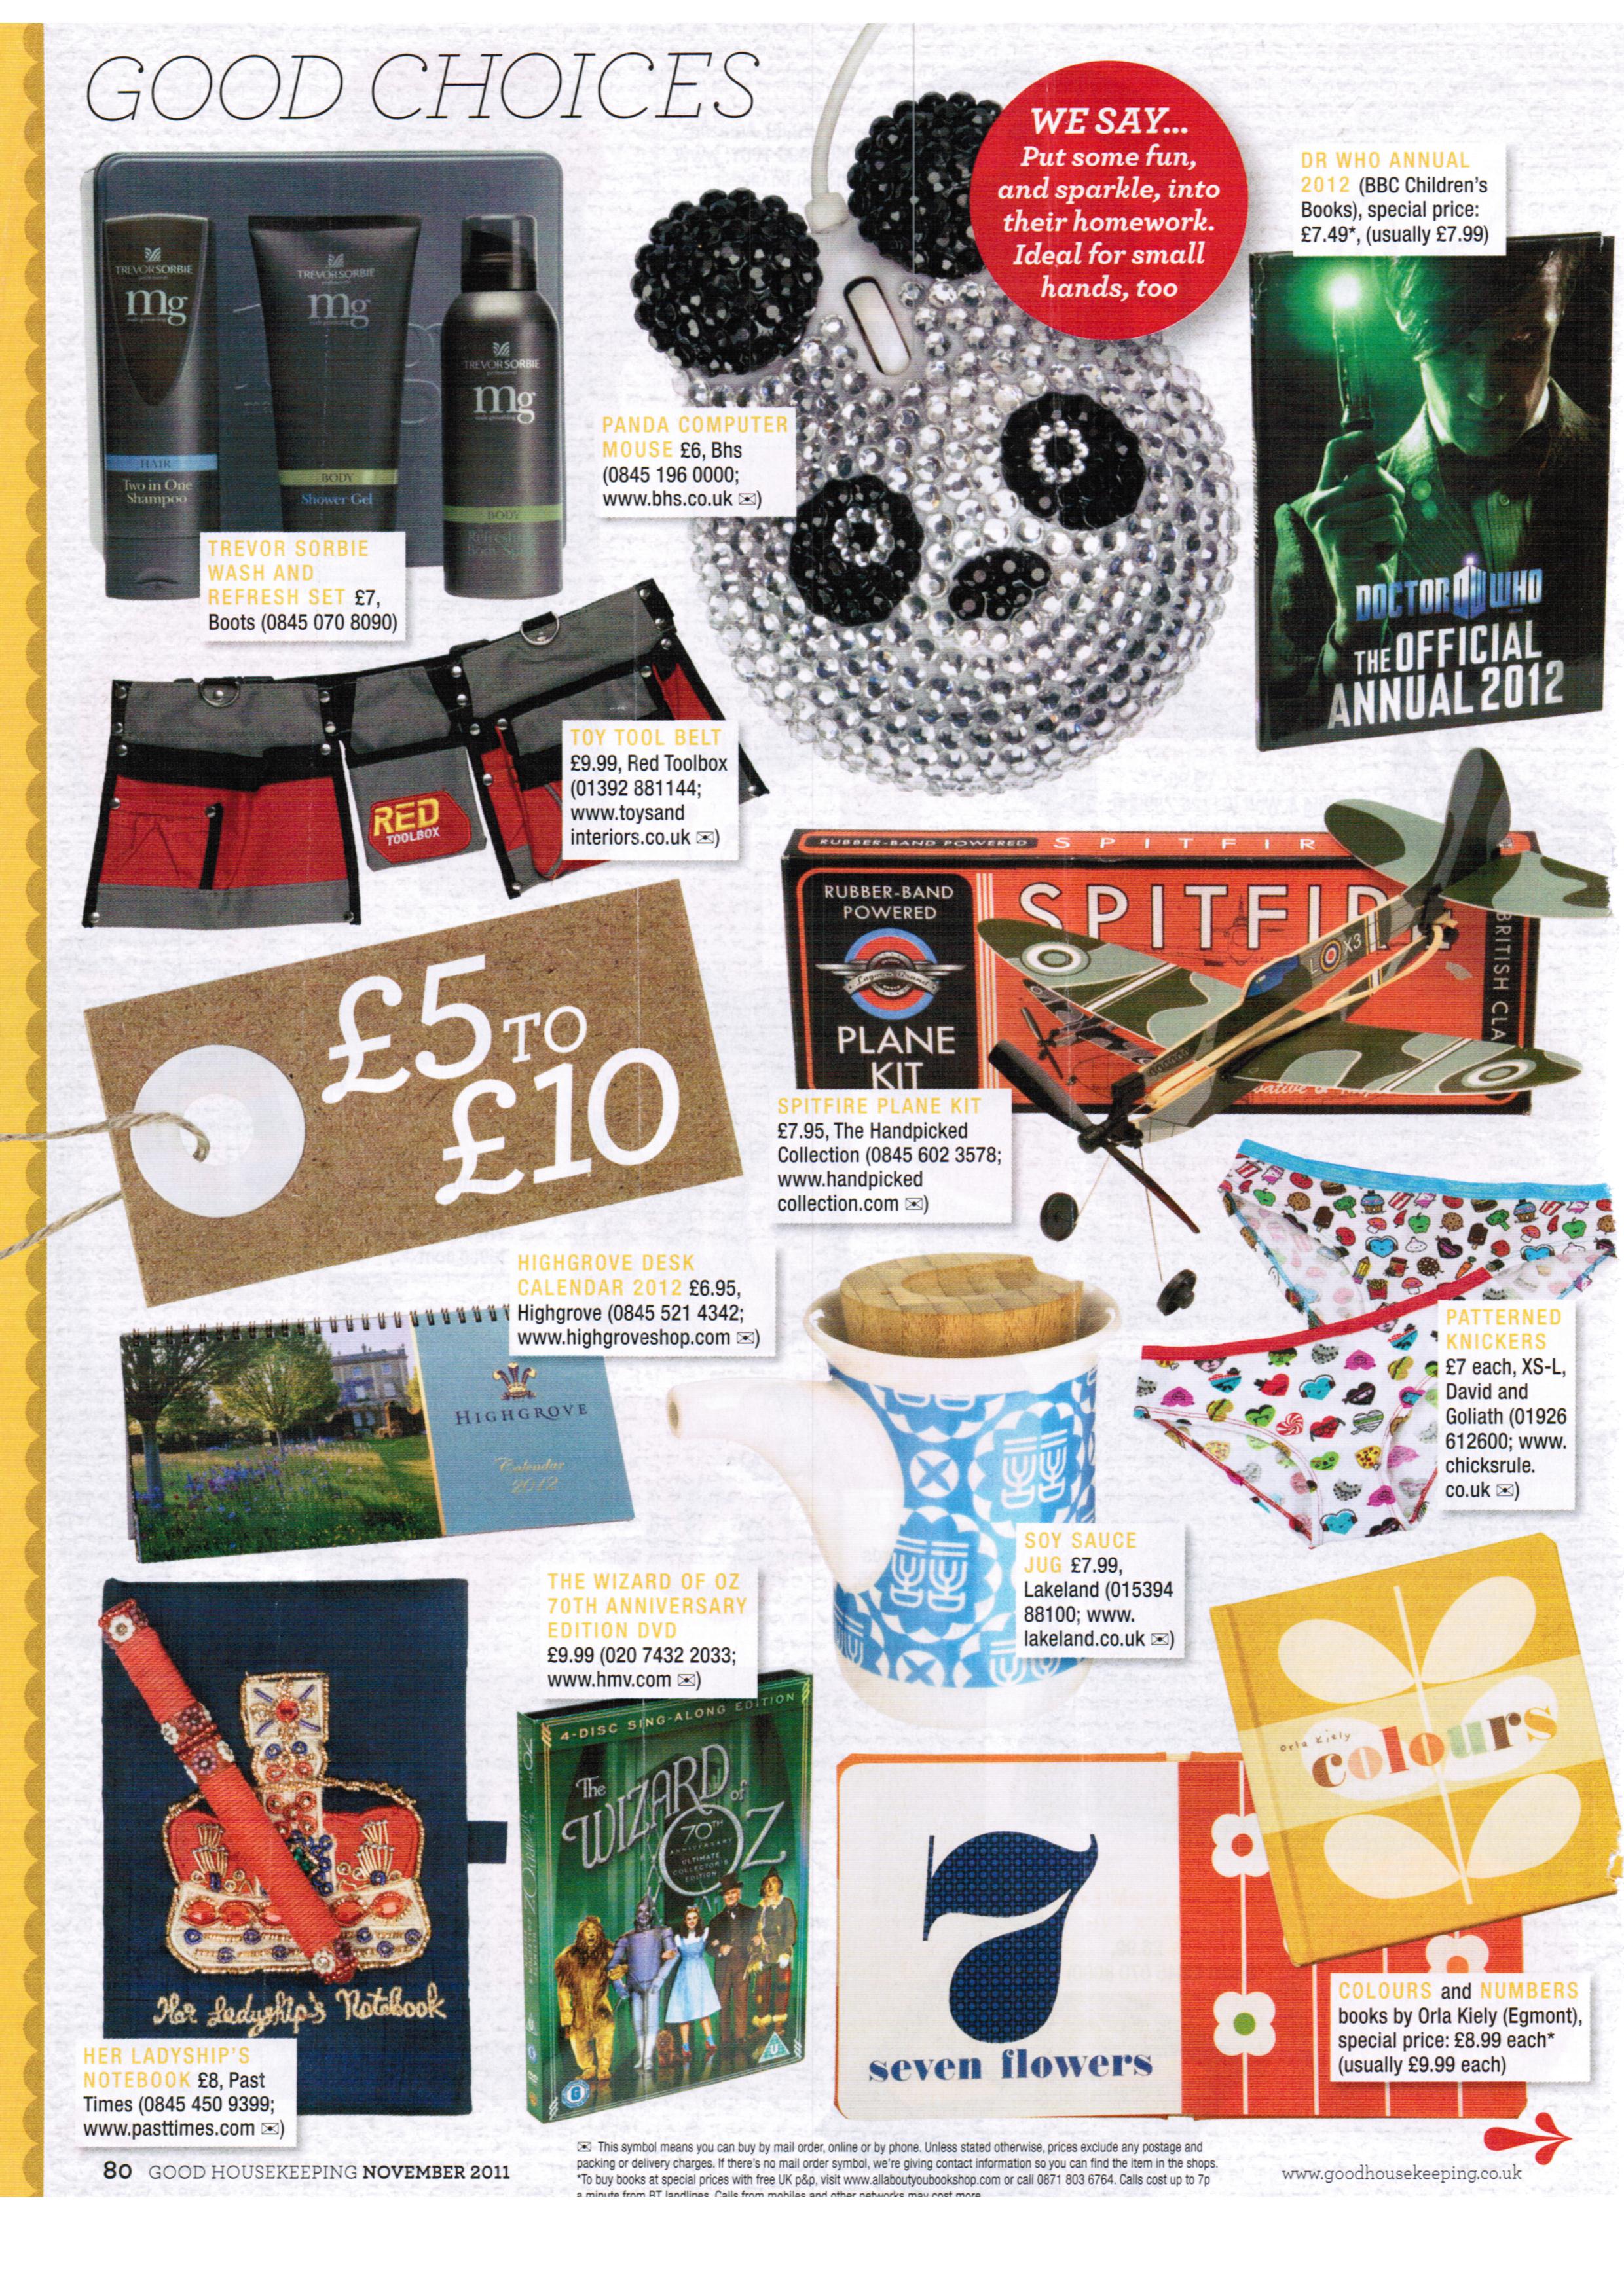 GOOD CHOICES
WE SAY...
Put some fun,
and sparkle, into
their homework.
Ideal for small
hands, too
DR WHO ANNUAL
2012 (BBC Children's
Books), special price:
£7.49*, (usually £7.99)
TREVOR SORBIE
mg
HAIR
Two in One
Shampoo
TREVOR SORBIE
mg
BODY
Shower Gel
TREVOR SORBIE
mg
BODY
PANDA COMPUTER
MOUSE £6, Bhs
(0845 196 0000;
www.bhs.co.uk ✉)
TREVOR SORBIE
WASH AND
REFRESH SET £7,
Boots (0845 070 8090)
DOCTOR WHO
THE OFFICIAL
ANNUAL 2012
TOY TOOL BELT
£9.99, Red Toolbox
(01392 881144;
www.toysand
interiors.co.uk ✉)
RED
TOOLBOX
RUBBER-BAND POWERED SPITFIR
RUBBER-BAND
POWERED
PLANE
KIT
SPITFIRE
LOX3
BRITISH CLA
£5 TO
£10
SPITFIRE PLANE KIT
£7.95, The Handpicked
Collection (0845 602 3578;
www.handpicked
collection.com ✉)
HIGHGROVE DESK
CALENDAR 2012 £6.95,
Highgrove (0845 521 4342;
www.highgroveshop.com ✉)
HIGHGROVE
Calendar
2012
PATTERNED
KNICKERS
£7 each, XS-L,
David and
Goliath (01926
612600; www.
chicksrule.
co.uk ✉)
SOY SAUCE
JUG £7.99,
Lakeland (015394
88100; www.
lakeland.co.uk ✉)
THE WIZARD OF OZ
70TH ANNIVERSARY
EDITION DVD
£9.99 (020 7432 2033;
www.hmv.com ✉)
4-DISC SING-ALONG EDITION
The
WIZARD of
OZ
70TH
ANNIVERSARY
ULTIMATE
COLLECTOR'S
EDITION
U
Orla Kiely
colours
7
seven flowers
Her Ladyship's Notebook
HER LADYSHIP'S
NOTEBOOK £8, Past
Times (0845 450 9399;
www.pasttimes.com ✉)
COLOURS and NUMBERS
books by Orla Kiely (Egmont),
special price: £8.99 each*
(usually £9.99 each)
✉ This symbol means you can buy by mail order, online or by phone. Unless stated otherwise, prices exclude any postage and
packing or delivery charges. If there's no mail order symbol, we're giving contact information so you can find the item in the shops.
*To buy books at special prices with free UK p&p, visit www.allaboutyoubookshop.com or call 0871 803 6764. Calls cost up to 7p
a minute from BT landlines. Calls from mobiles and other networks may cost more.
80 GOOD HOUSEKEEPING NOVEMBER 2011
www.goodhousekeeping.co.uk